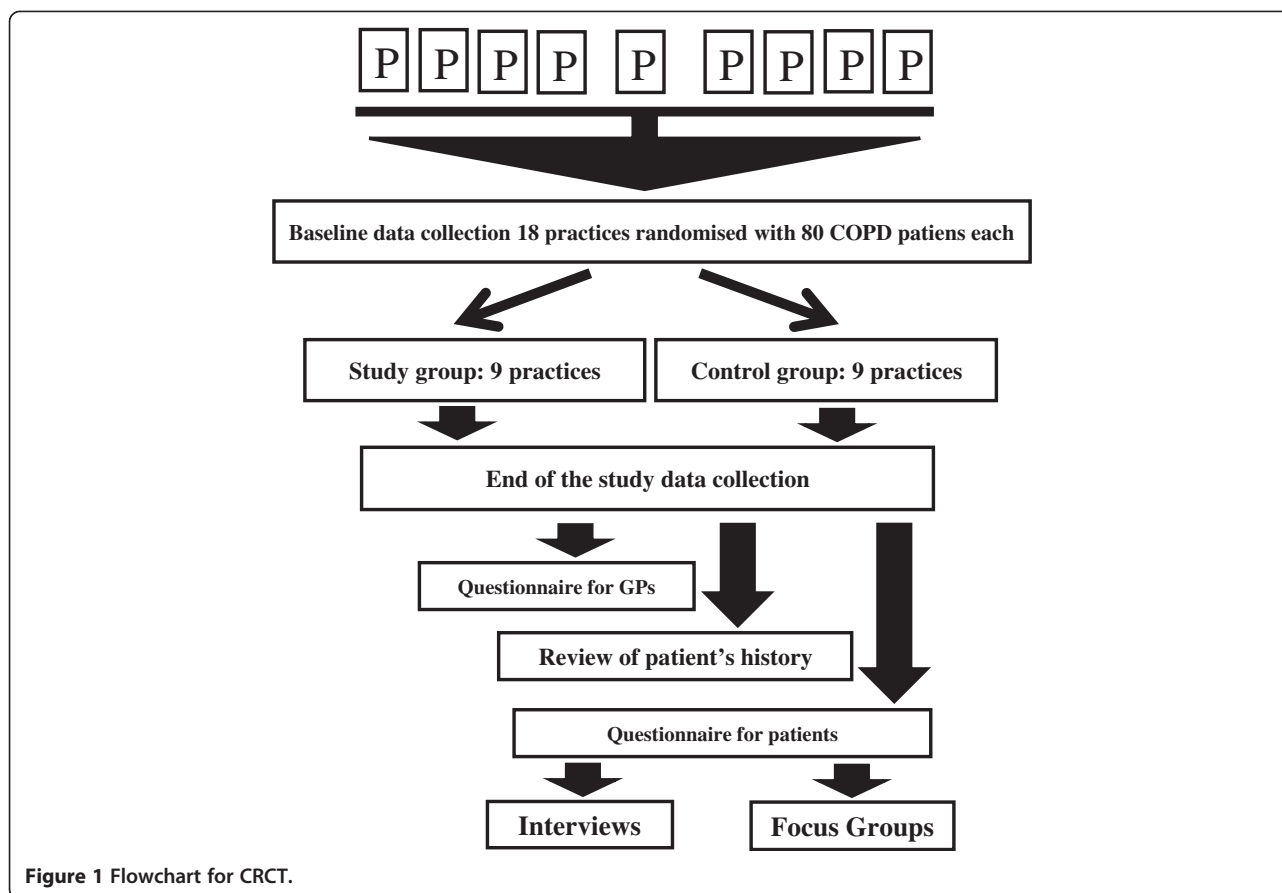 P P P P P P P P P
Baseline data collection 18 practices randomised with 80 COPD patiens each
Study group: 9 practices
Control group: 9 practices
End of the study data collection
Questionnaire for GPs
Review of patient's history
Questionnaire for patients
Interviews
Focus Groups
Figure 1 Flowchart for CRCT.